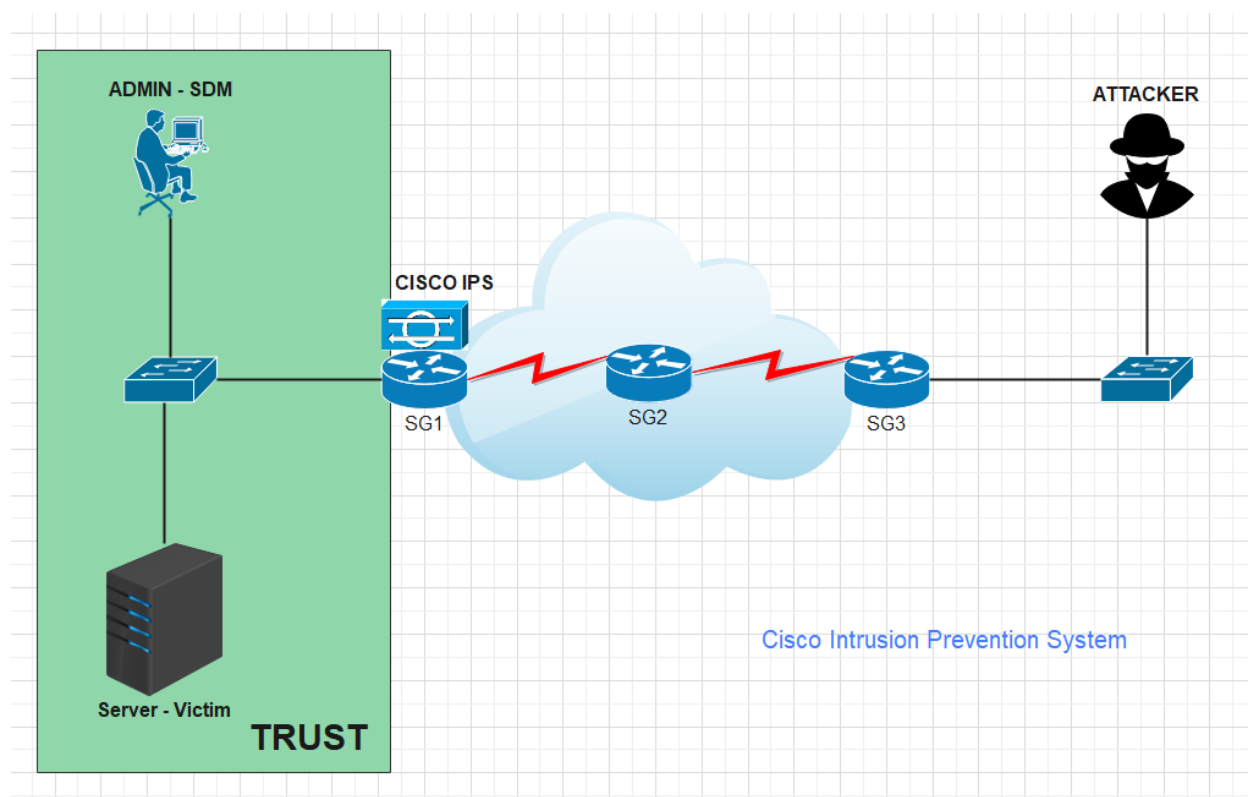 ADMIN - SDM
ATTACKER
CISCO IPS
SG1
SG2
SG3
Cisco Intrusion Prevention System
Server - Victim
TRUST